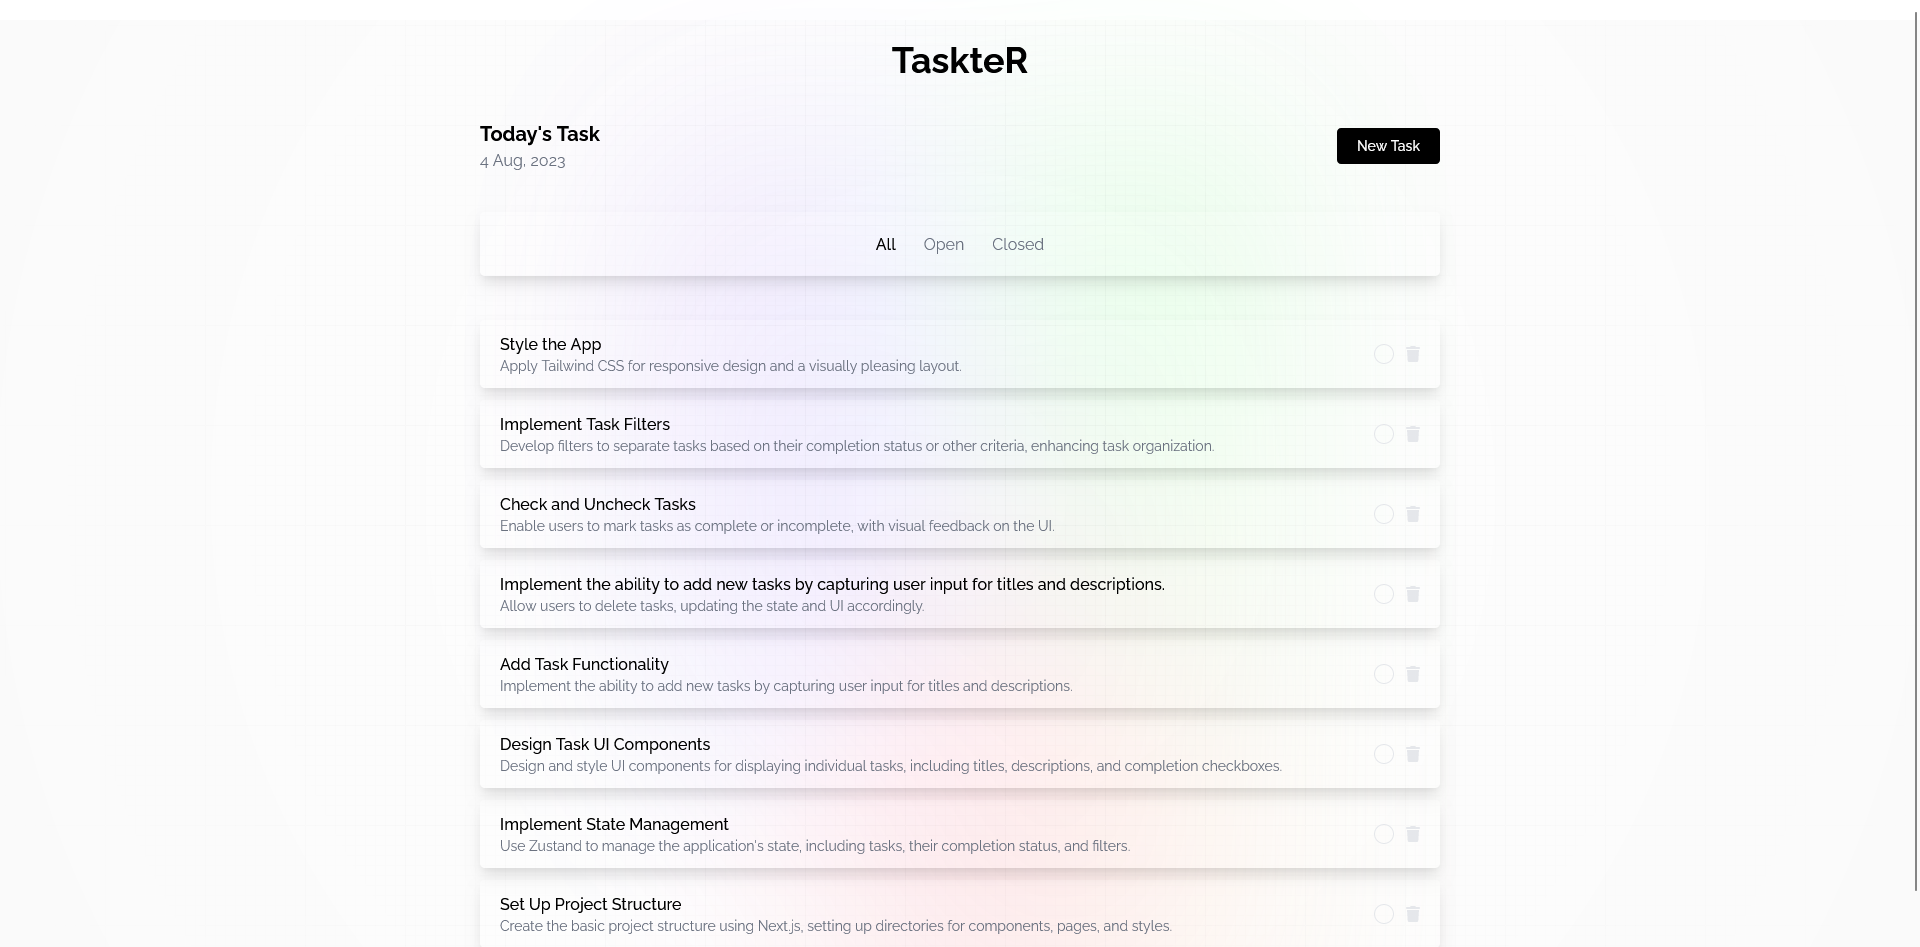 TaskteR
Today's Task
4 Aug, 2023
New Task
All Open Closed
Style the App
Apply Tailwind CSS for responsive design and a visually pleasing layout.
Implement Task Filters
Develop filters to separate tasks based on their completion status or other criteria, enhancing task organization.
Check and Uncheck Tasks
Enable users to mark tasks as complete or incomplete, with visual feedback on the UI.
Implement the ability to add new tasks by capturing user input for titles and descriptions.
Allow users to delete tasks, updating the state and UI accordingly.
Add Task Functionality
Implement the ability to add new tasks by capturing user input for titles and descriptions.
Design Task UI Components
Design and style UI components for displaying individual tasks, including titles, descriptions, and completion checkboxes.
Implement State Management
Use Zustand to manage the application's state, including tasks, their completion status, and filters.
Set Up Project Structure
Create the basic project structure using Next.js, setting up directories for components, pages, and styles.